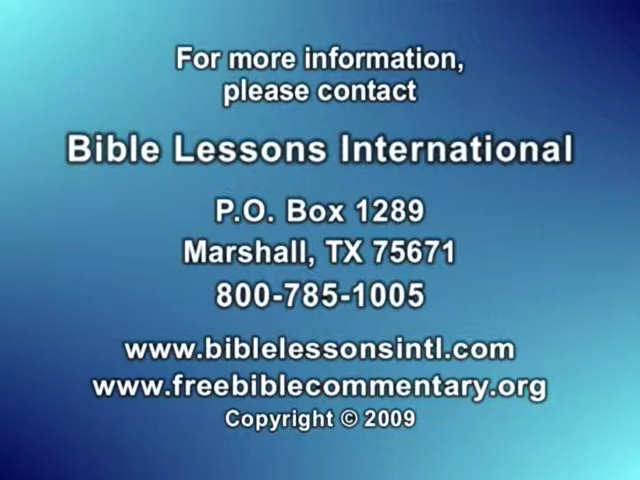 For more information,
please contact
Bible Lessons International
P.O. Box 1289
Marshall, TX 75671
800-785-1005
www.biblelessonsintl.com
www.freebiblecommentary.org
Copyright © 2009